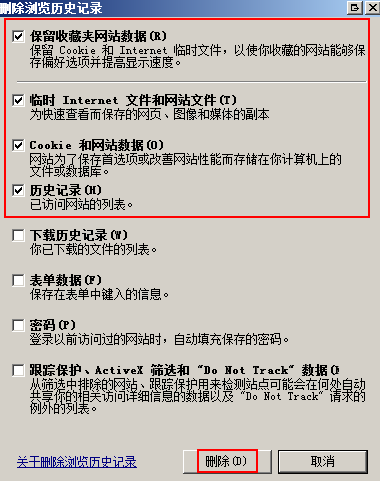 删除浏览历史记录
保留收藏夹网站数据(R)
保留 Cookie 和 Internet 临时文件，以使你收藏的网站能够保
存偏好选项并提高显示速度。
临时 Internet 文件和网站文件(T)
为快速查看而保存的网页、图像和媒体的副本
Cookie 和网站数据(O)
网站为了保存首选项或改善网站性能而存储在你计算机上的
文件或数据库。
历史记录(H)
已访问网站的列表。
下载历史记录(W)
你已下载的文件的列表。
表单数据(F)
保存在表单中键入的信息。
密码(P)
登录以前访问过的网站时，自动填充保存的密码。
跟踪保护、ActiveX 筛选和 "Do Not Track" 数据(
从筛选中排除的网站、跟踪保护用来检测站点可能会在何处自动
共享你的相关访问详细信息的数据以及 "Do Not Track" 请求的
例外的列表。
关于删除浏览历史记录
删除(D)
取消